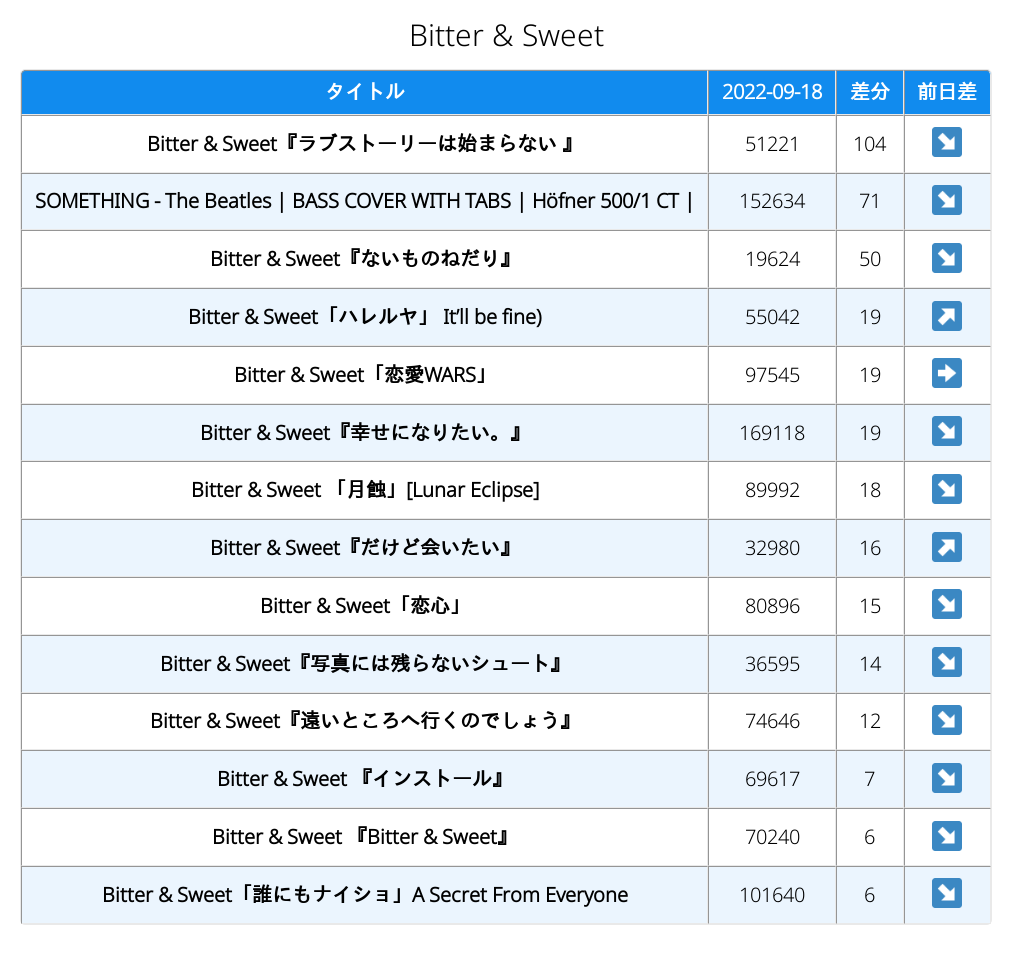 Bitter & Sweet
タイトル 2022-09-18 差分 前日差
Bitter & Sweet『ラブストーリーは始まらない 』 51221 104
SOMETHING - The Beatles | BASS COVER WITH TABS | Höfner 500/1 CT | 152634 71
Bitter & Sweet『ないものねだり』 19624 50
Bitter & Sweet「ハレルヤ」 It’ll be fine) 55042 19
Bitter & Sweet「恋愛WARS」 97545 19
Bitter & Sweet『幸せになりたい。』 169118 19
Bitter & Sweet 「月蝕」[Lunar Eclipse] 89992 18
Bitter & Sweet『だけど会いたい』 32980 16
Bitter & Sweet「恋心」 80896 15
Bitter & Sweet『写真には残らないシュート』 36595 14
Bitter & Sweet『遠いところへ行くのでしょう』 74646 12
Bitter & Sweet 『インストール』 69617 7
Bitter & Sweet 『Bitter & Sweet』 70240 6
Bitter & Sweet「誰にもナイショ」A Secret From Everyone 101640 6